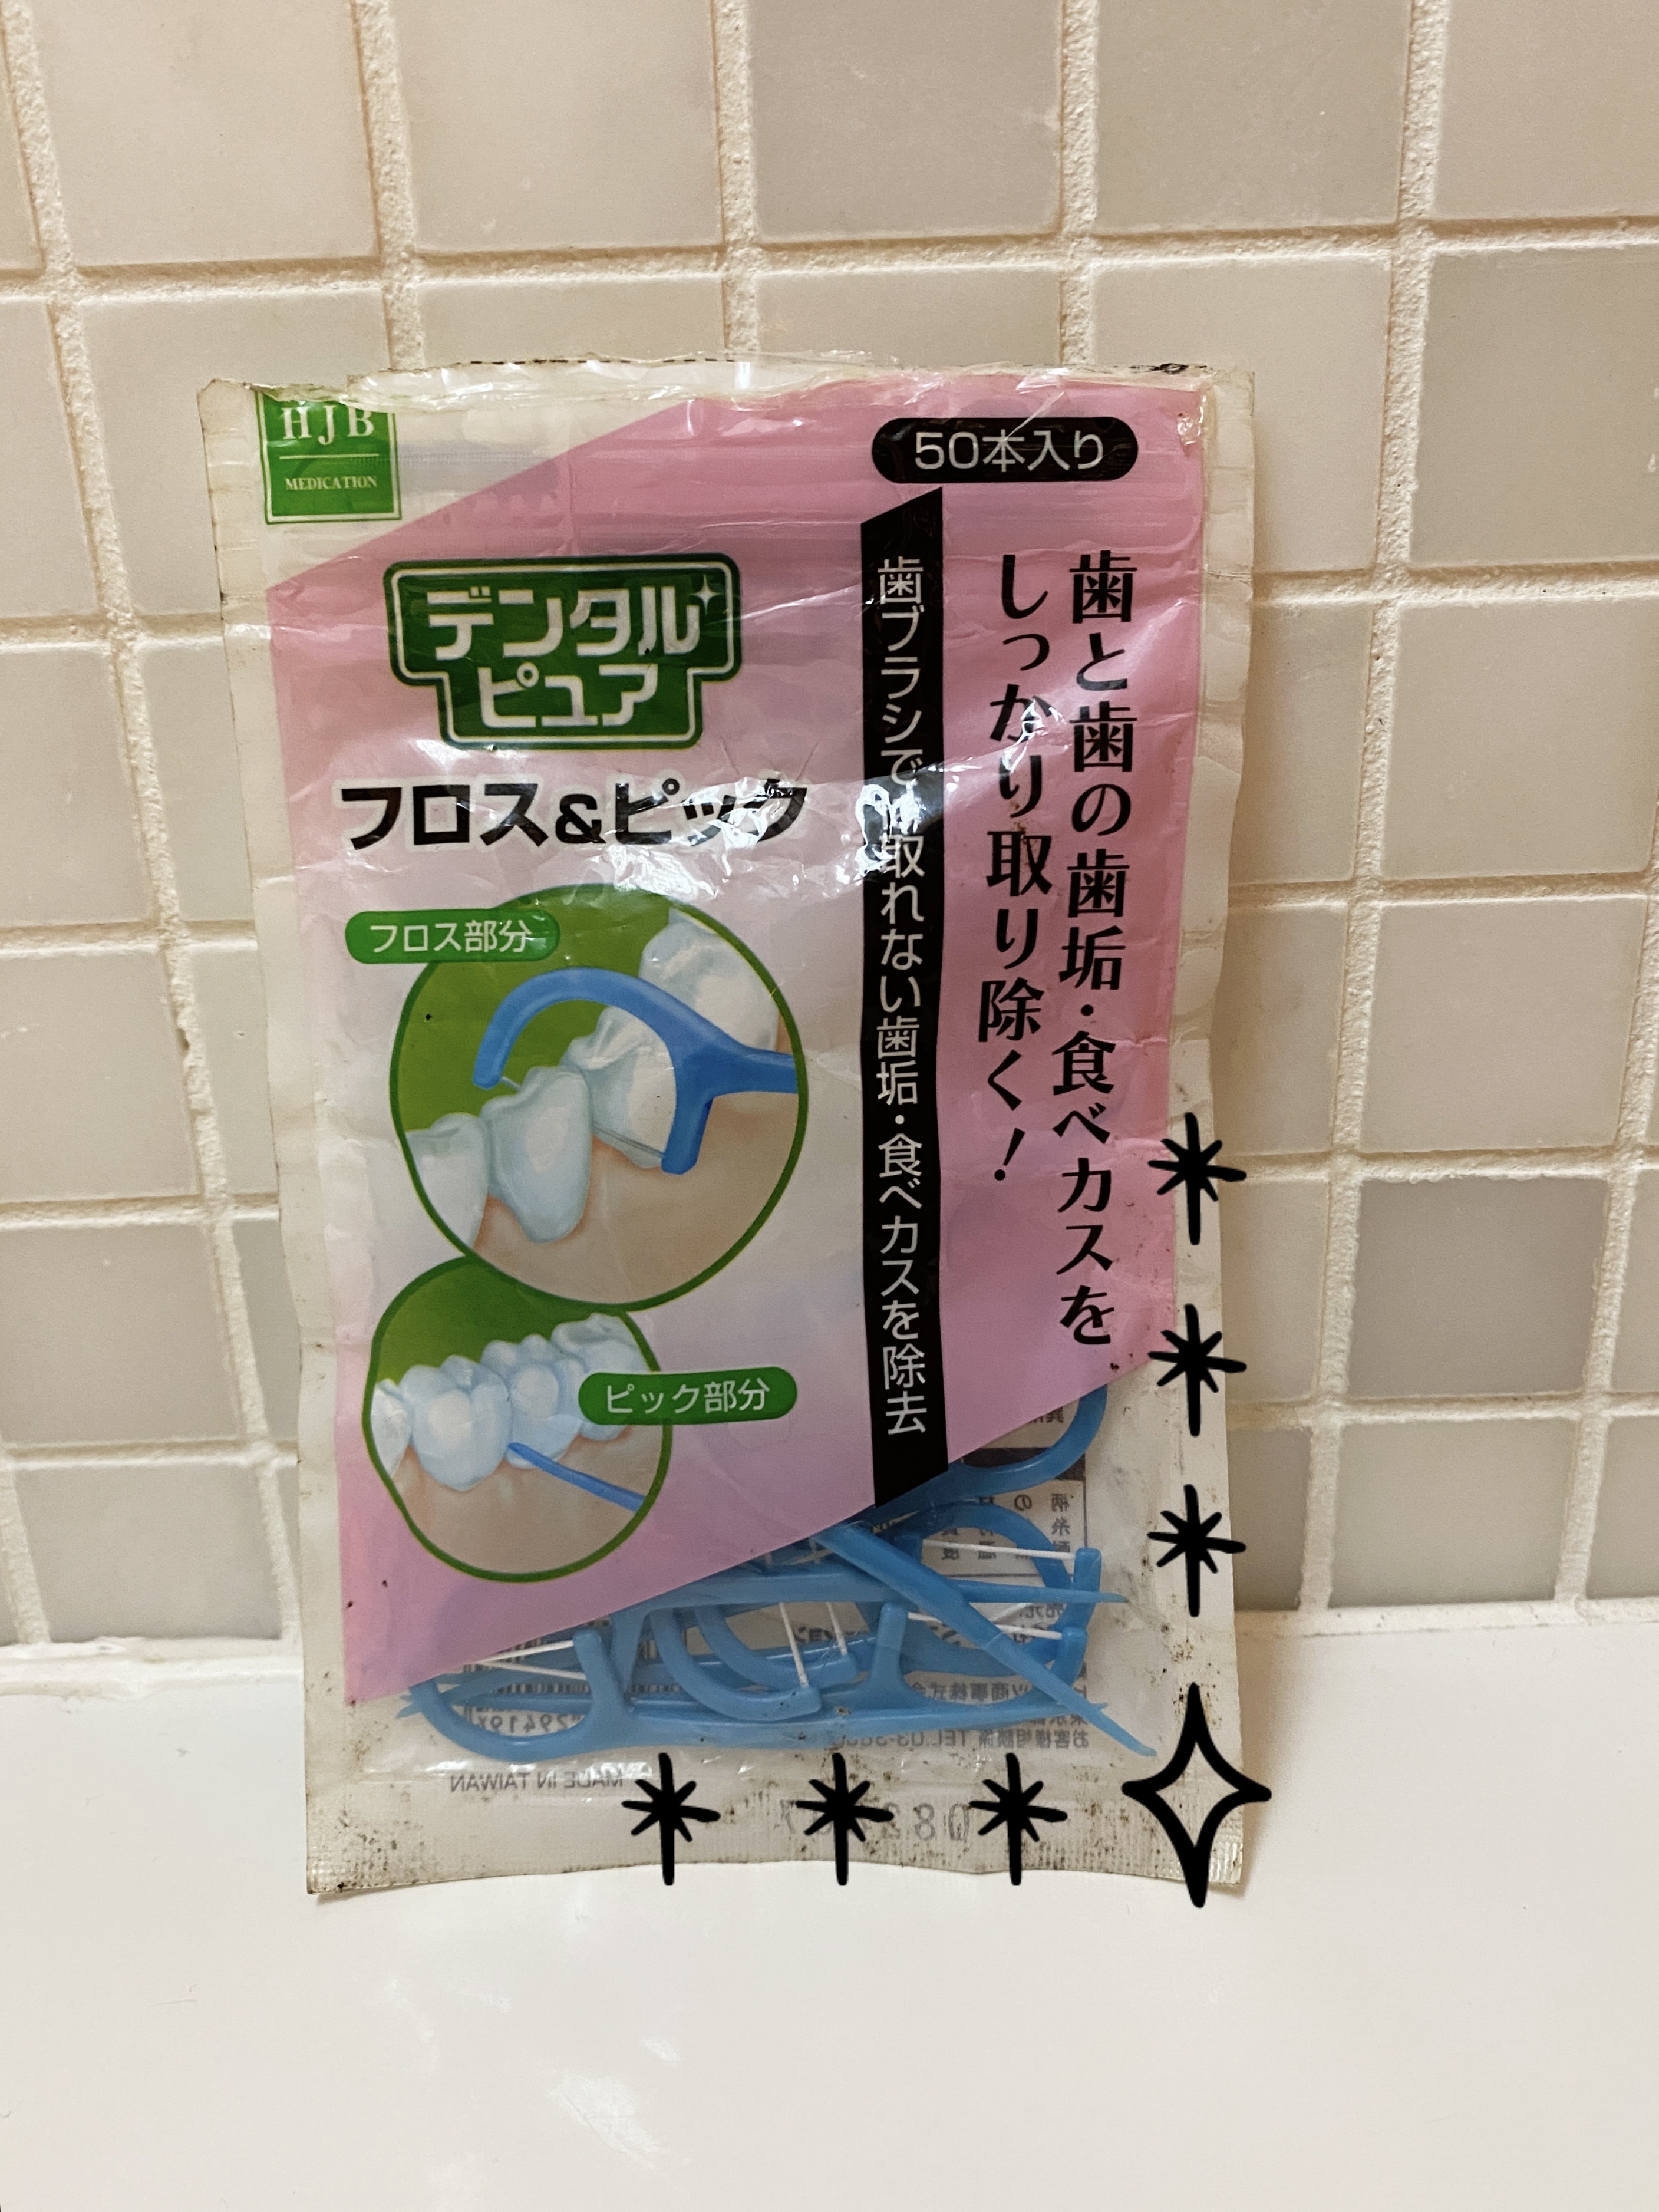 HJB
MEDICATION
50本入り
歯と歯の歯垢・食べカスを
しっかり取り除く！
歯ブラシで取れない歯垢・食べカスを除去
デンタル
ピュア
フロス&ピック
フロス部分
ピック部分
MADE IN TAIWAN